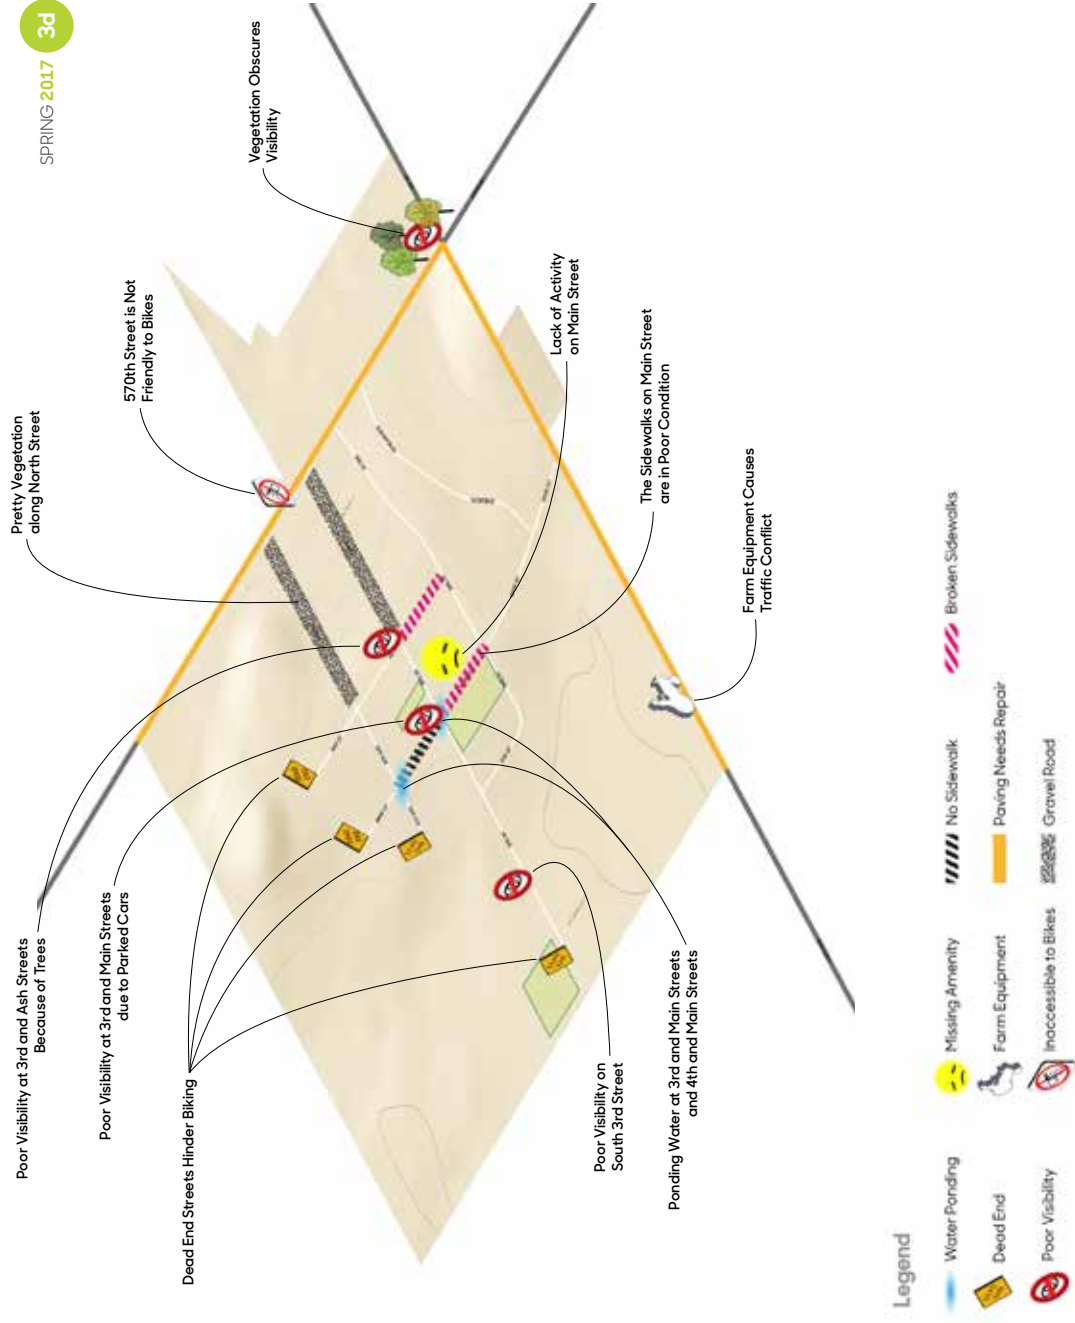 SPRING 2017 3d
Vegetation Obscures
Visibility
570th Street is Not
Friendly to Bikes
Pretty Vegetation
along North Street
Lack of Activity
on Main Street
The Sidewalks on Main Street
are in Poor Condition
Farm Equipment Causes
Traffic Conflict
Poor Visibility at 3rd and Ash Streets
Because of Trees
Poor Visibility at 3rd and Main Streets
due to Parked Cars
Dead End Streets Hinder Biking
Poor Visibility on
South 3rd Street
Ponding Water at 3rd and Main Streets
and 4th and Main Streets
Legend
Water Ponding
Dead End
Poor Visibility
Missing Amenity
Farm Equipment
Inaccessible to Bikes
No Sidewalk
Paving Needs Repair
Gravel Road
Broken Sidewalks